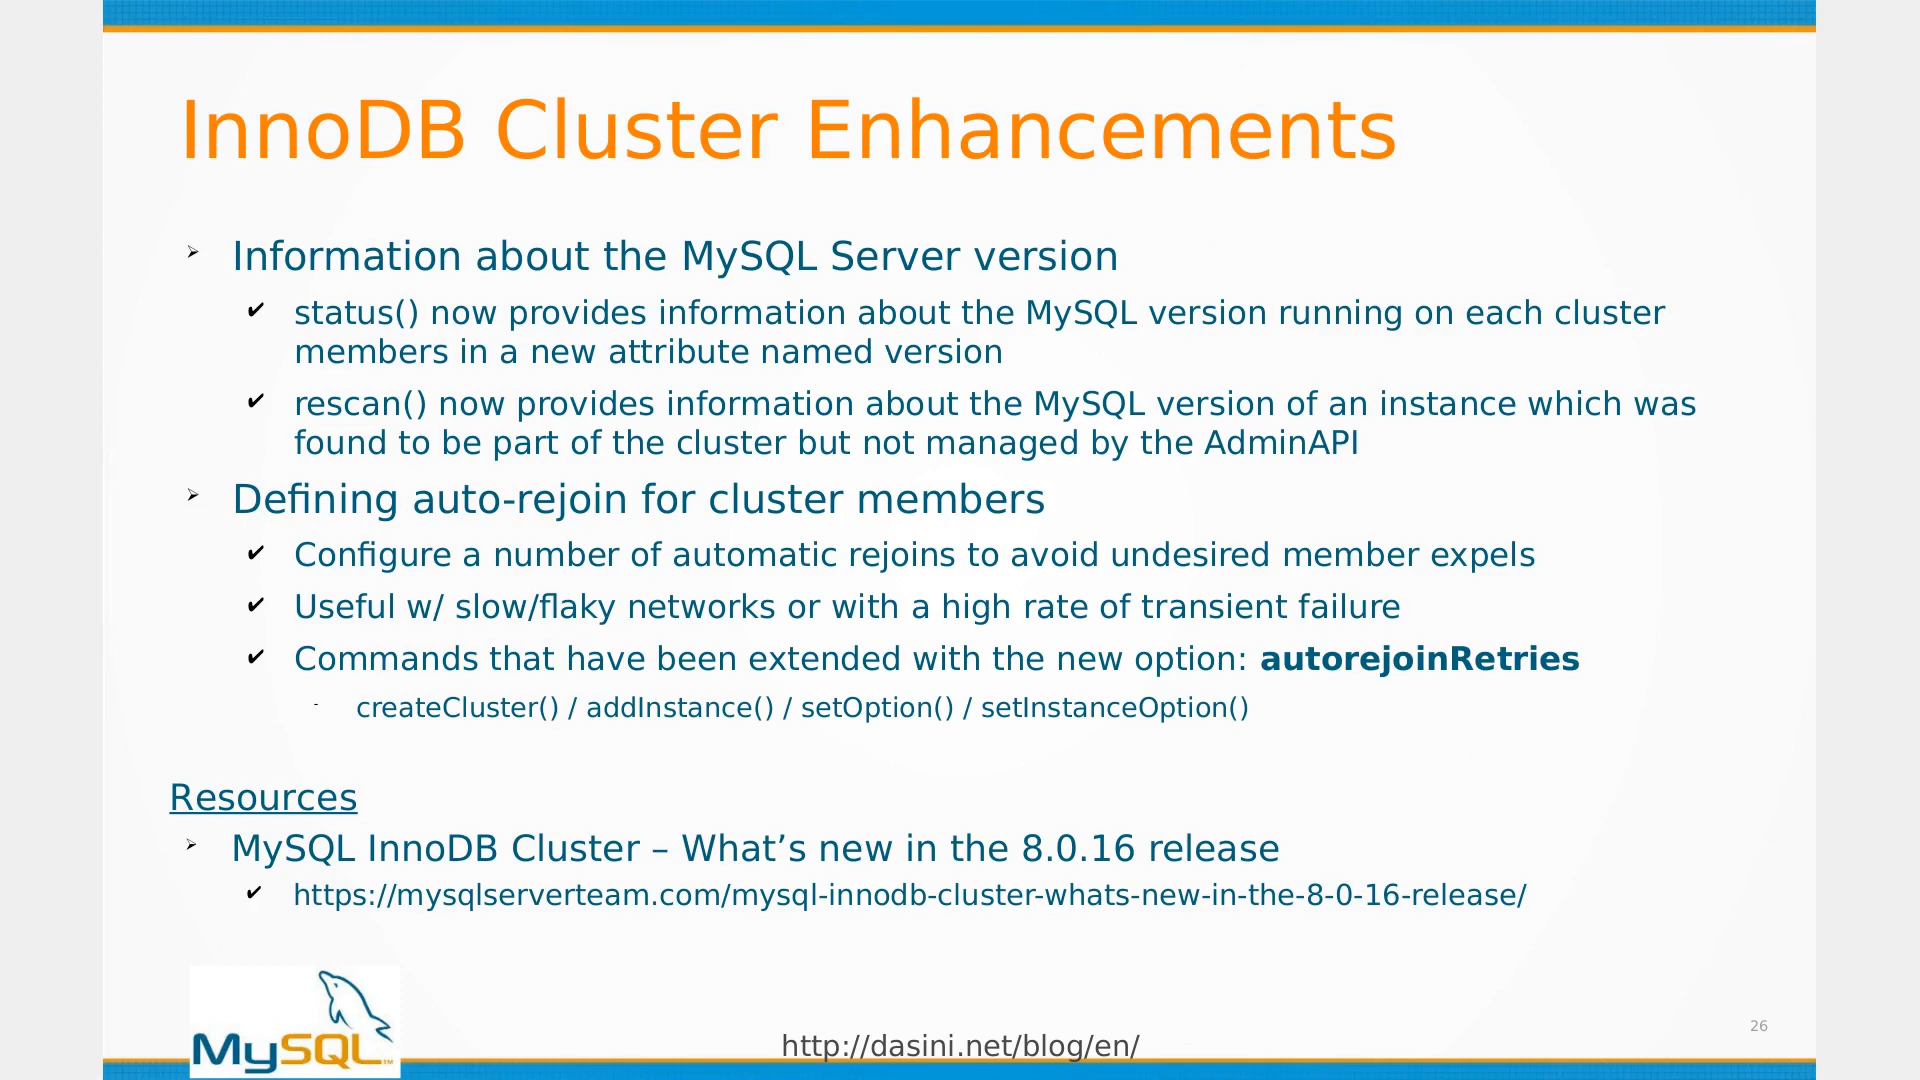 InnoDB Cluster Enhancements
➢ Information about the MySQL Server version
✔ status() now provides information about the MySQL version running on each cluster
members in a new attribute named version
✔ rescan() now provides information about the MySQL version of an instance which was
found to be part of the cluster but not managed by the AdminAPI
➢ Defining auto-rejoin for cluster members
✔ Configure a number of automatic rejoins to avoid undesired member expels
✔ Useful w/ slow/flaky networks or with a high rate of transient failure
✔ Commands that have been extended with the new option: autorejoinRetries
- createCluster() / addInstance() / setOption() / setInstanceOption()
Resources
➢ MySQL InnoDB Cluster – What’s new in the 8.0.16 release
✔ https://mysqlserverteam.com/mysql-innodb-cluster-whats-new-in-the-8-0-16-release/
MySQL™
http://dasini.net/blog/en/
26